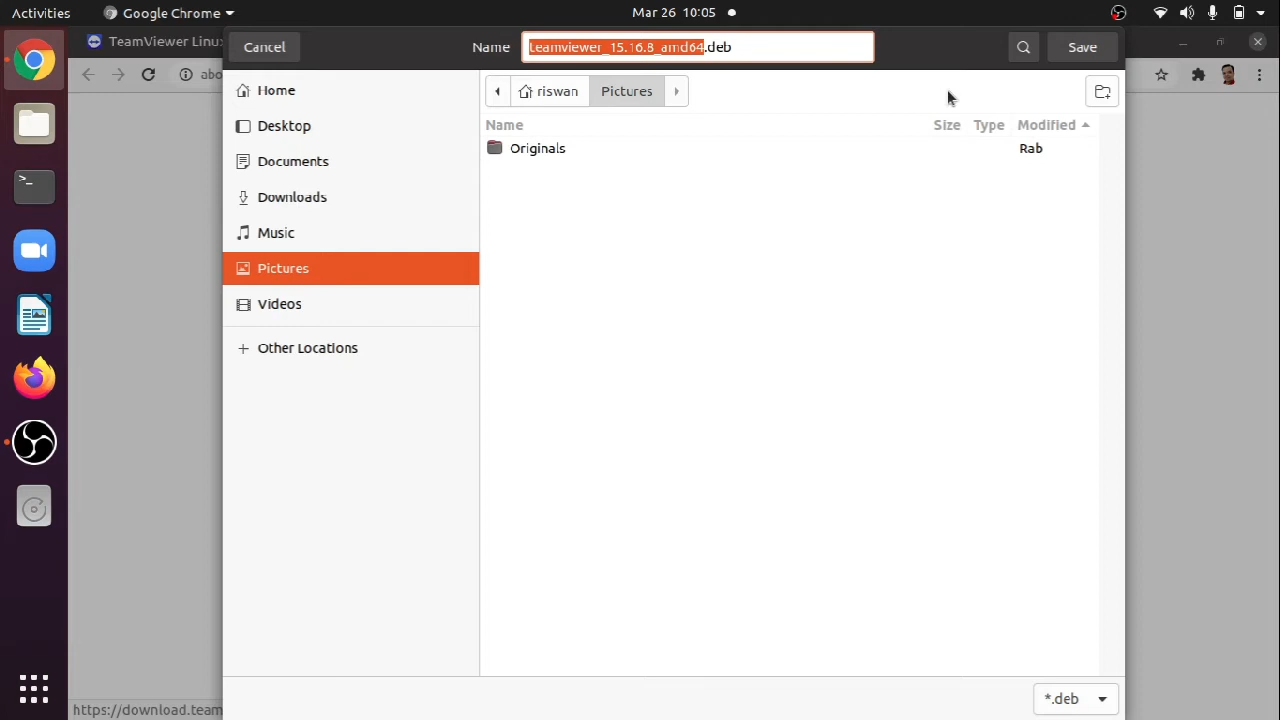 Activities
Google Chrome
Mar 26 10:05
TeamViewer Linu
abo
Cancel
Name
teamviewer_15.16.8_amd64.deb
Save
Home
Desktop
Documents
Downloads
Music
Pictures
Videos
+ Other Locations
riswan
Pictures
Name
Size
Type
Modified
Originals
Rab
*.deb
https://download.team